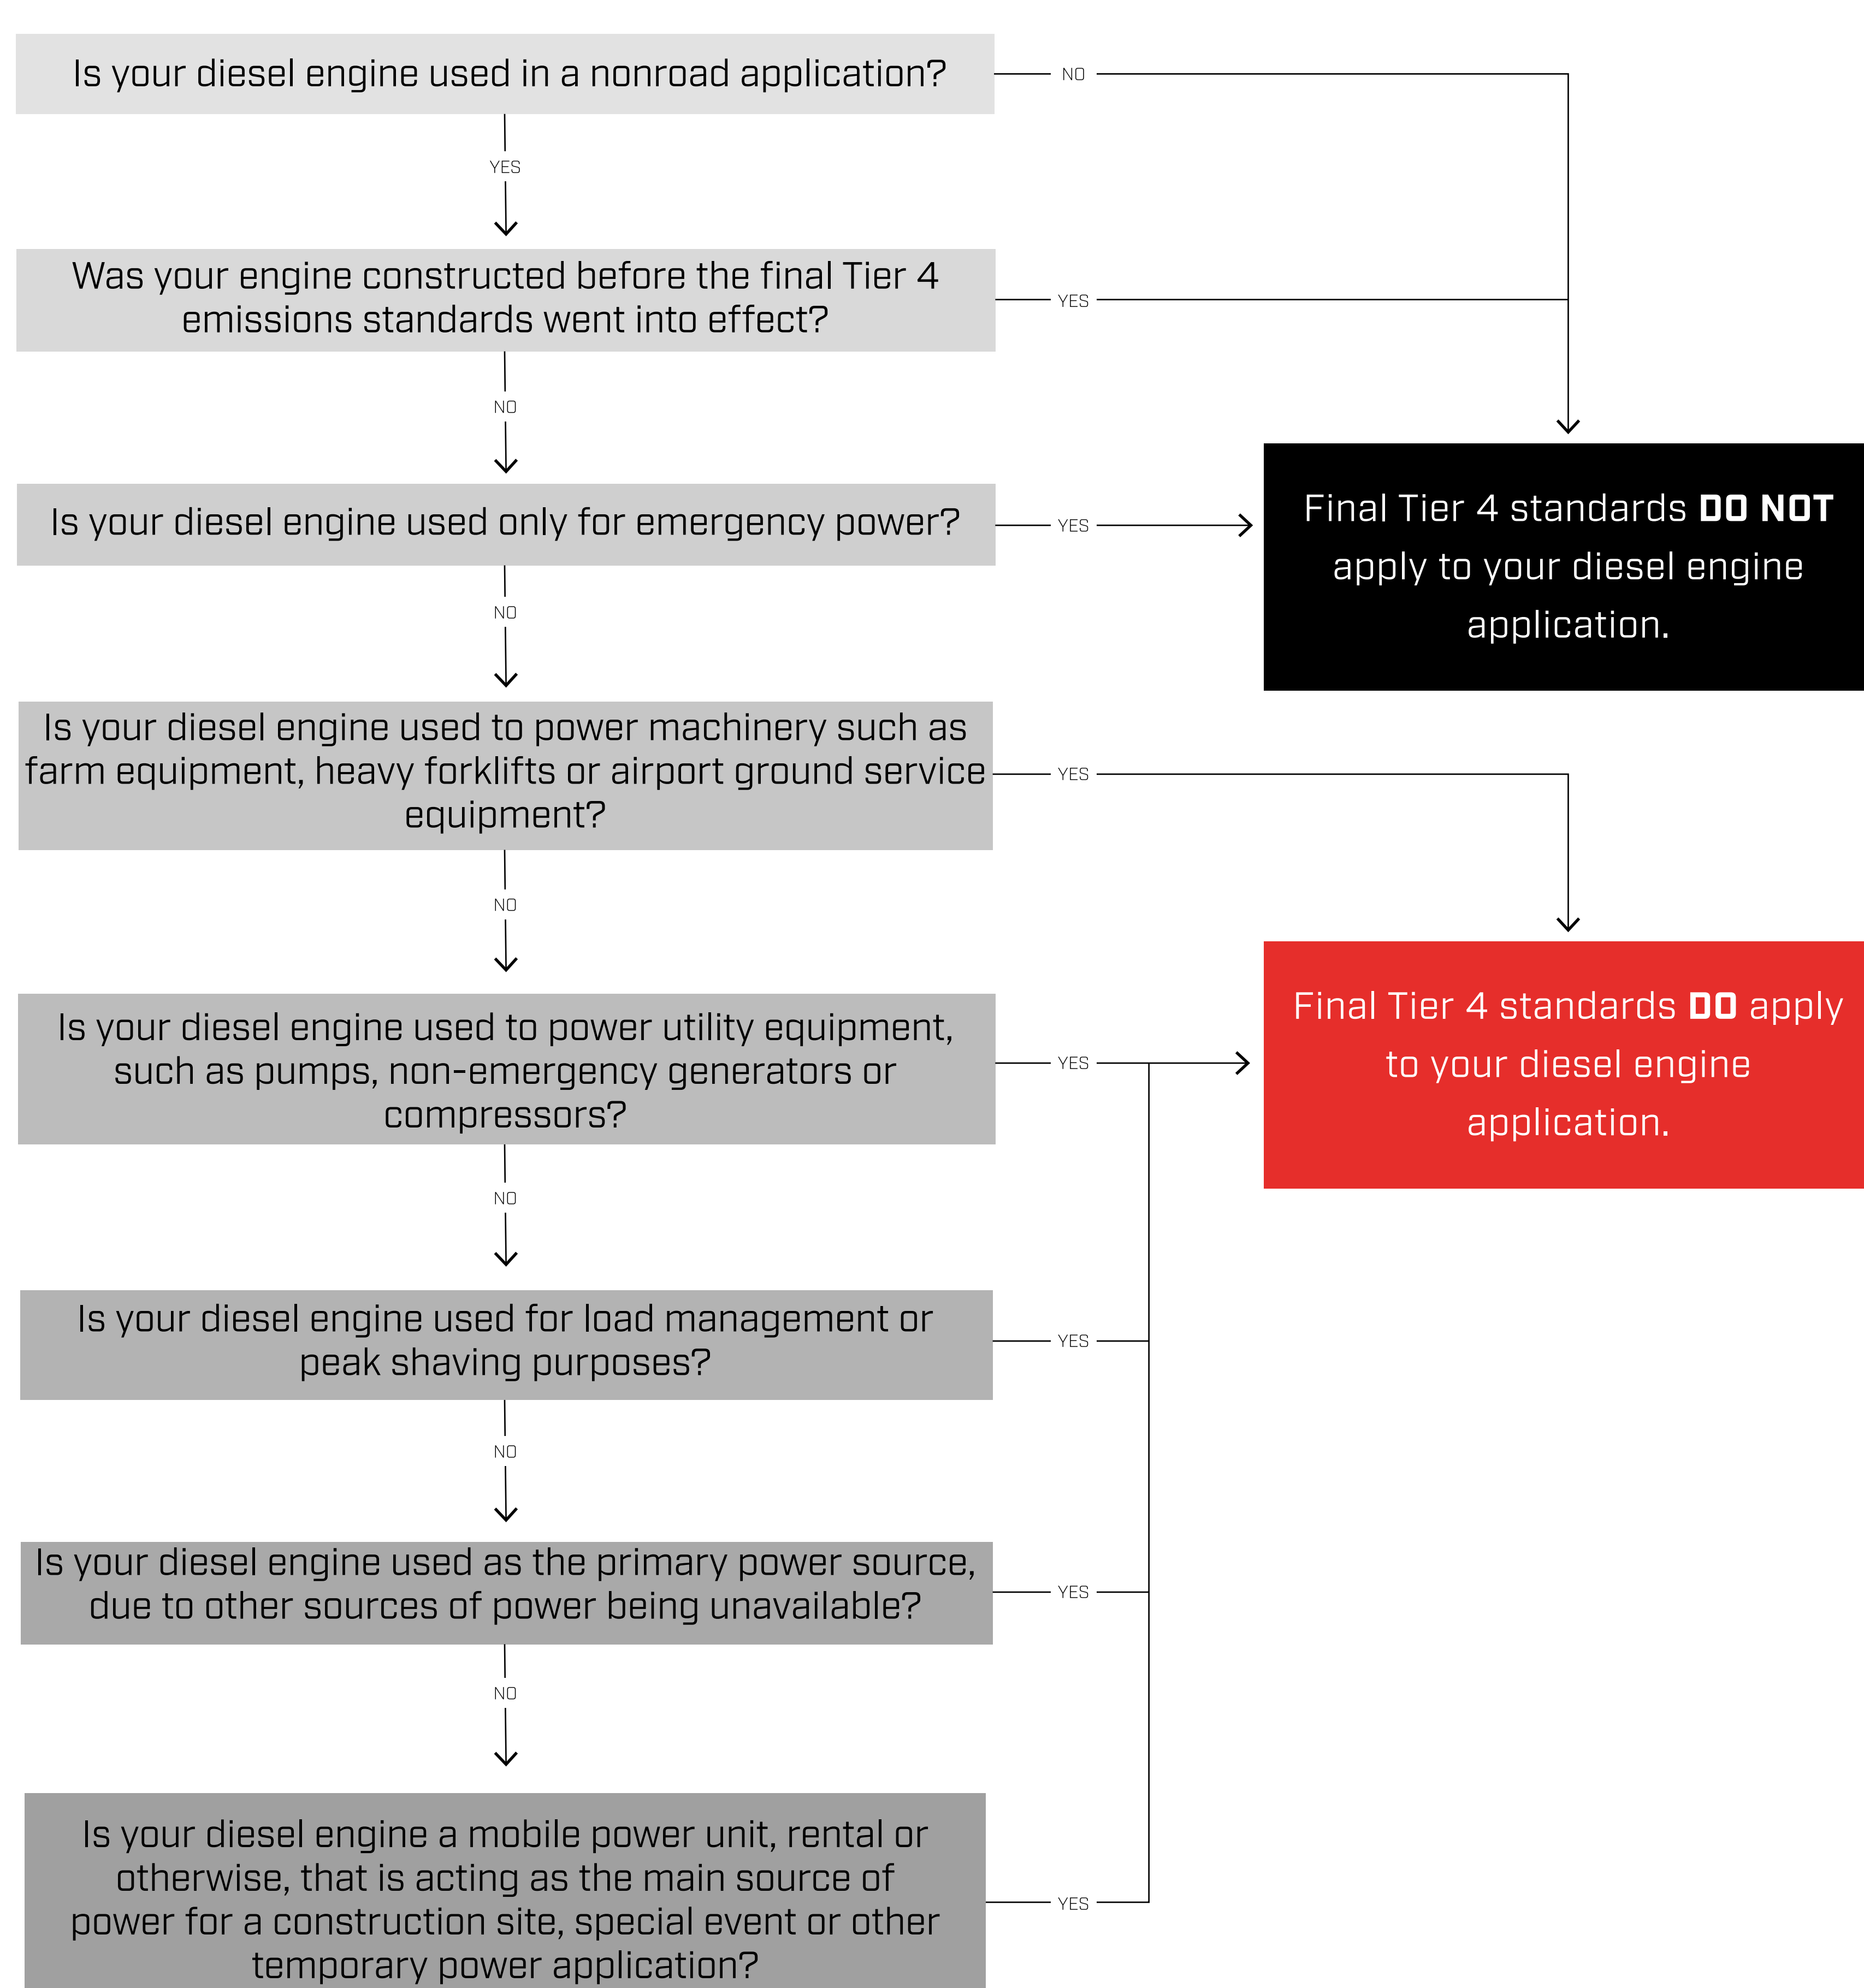 Is your diesel engine used in a nonroad application?
NO
YES
Was your engine constructed before the final Tier 4
emissions standards went into effect?
YES
NO
Is your diesel engine used only for emergency power?
YES
Final Tier 4 standards DO NOT
apply to your diesel engine
application.
NO
Is your diesel engine used to power machinery such as
farm equipment, heavy forklifts or airport ground service
equipment?
YES
NO
Final Tier 4 standards DO apply
to your diesel engine
application.
Is your diesel engine used to power utility equipment,
such as pumps, non-emergency generators or
compressors?
YES
NO
Is your diesel engine used for load management or
peak shaving purposes?
YES
NO
Is your diesel engine used as the primary power source,
due to other sources of power being unavailable?
YES
NO
Is your diesel engine a mobile power unit, rental or
otherwise, that is acting as the main source of
power for a construction site, special event or other
temporary power application?
YES